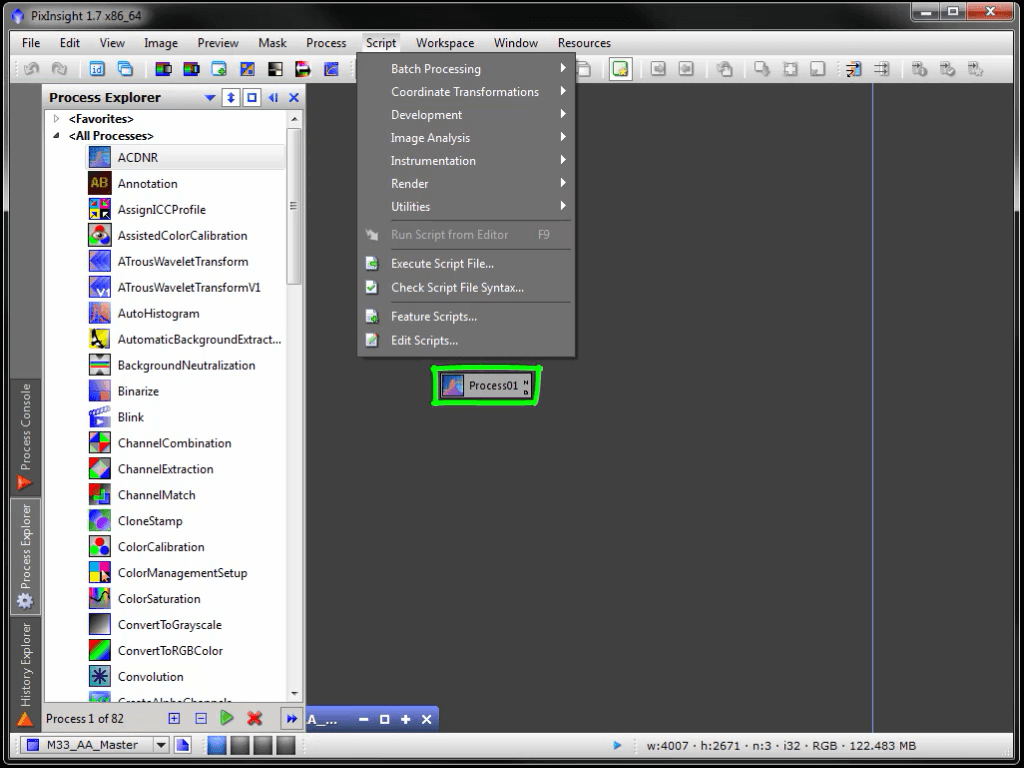 PixInsight 1.7 x86_64
File Edit View Image Preview Mask Process Script Workspace Window Resources
Process Explorer
<Favorites>
<All Processes>
ACDNR
Annotation
AssignICCProfile
AssistedColorCalibration
ATrousWaveletTransform
ATrousWaveletTransformV1
AutoHistogram
AutomaticBackgroundExtract...
BackgroundNeutralization
Binarize
Blink
ChannelCombination
ChannelExtraction
ChannelMatch
CloneStamp
ColorCalibration
ColorManagementSetup
ColorSaturation
ConvertToGrayscale
ConvertToRGBColor
Convolution
CreateAlphaChannels
Process 1 of 82
Process Console
Process Explorer
History Explorer
Batch Processing
Coordinate Transformations
Development
Image Analysis
Instrumentation
Render
Utilities
Run Script from Editor F9
Execute Script File...
Check Script File Syntax...
Feature Scripts...
Edit Scripts...
Process01 N
D
A_...
M33_AA_Master
w:4007 · h:2671 · n:3 · i32 · RGB · 122.483 MB